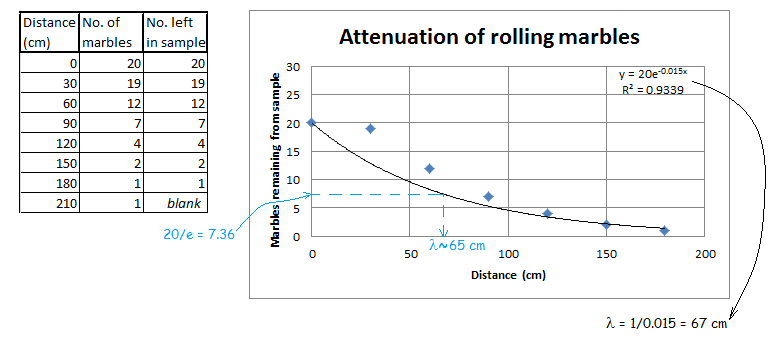 Distance (cm) No. of marbles No. left in sample
0 20 20
30 19 19
60 12 12
90 7 7
120 4 4
150 2 2
180 1 1
210 1 blank
20/e = 7.36
Attenuation of rolling marbles
Marbles remaining from sample
30
25
20
15
10
5
0
y = 20e^-0.015x
R² = 0.9339
λ~65 cm
0 50 100 150 200
Distance (cm)
λ = 1/0.015 = 67 cm